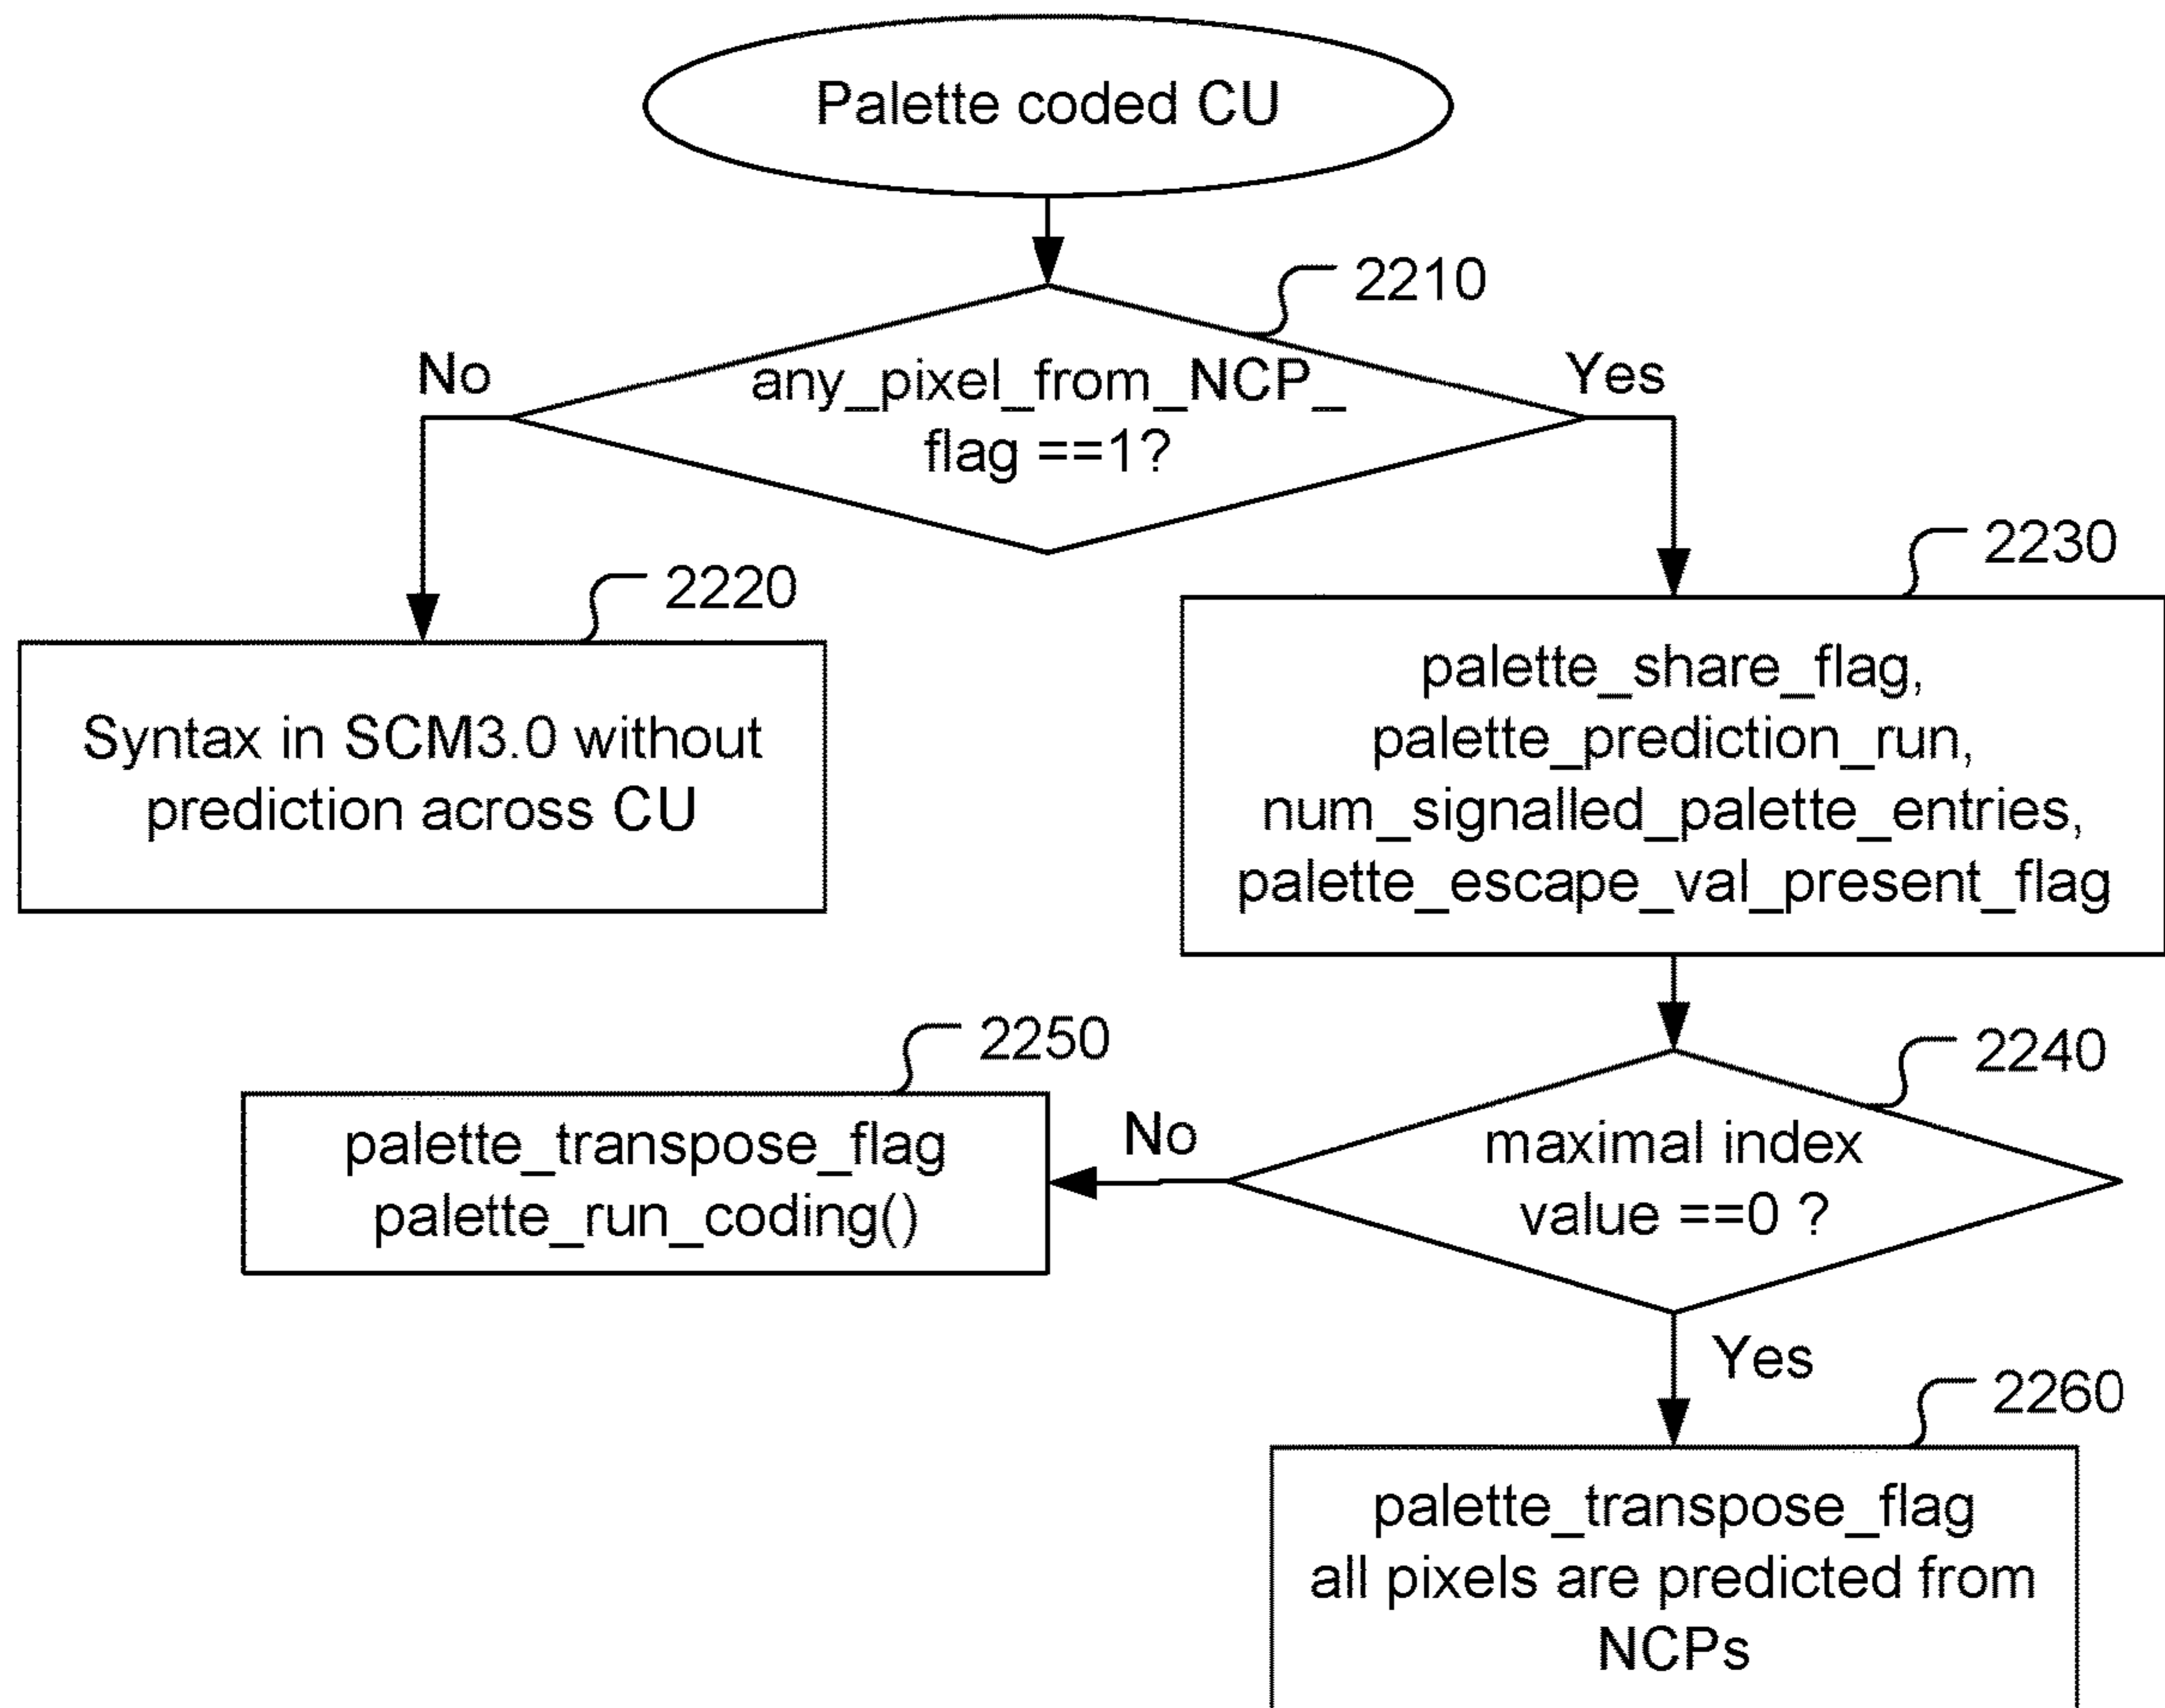 Palette coded CU
2210
No
any_pixel_from_NCP_
flag ==1?
Yes
2230
2220
palette_share_flag,
palette_prediction_run,
num_signalled_palette_entries,
palette_escape_val_present_flag
Syntax in SCM3.0 without
prediction across CU
2250
2240
palette_transpose_flag
palette_run_coding()
No
maximal index
value ==0 ?
Yes
2260
palette_transpose_flag
all pixels are predicted from
NCPs